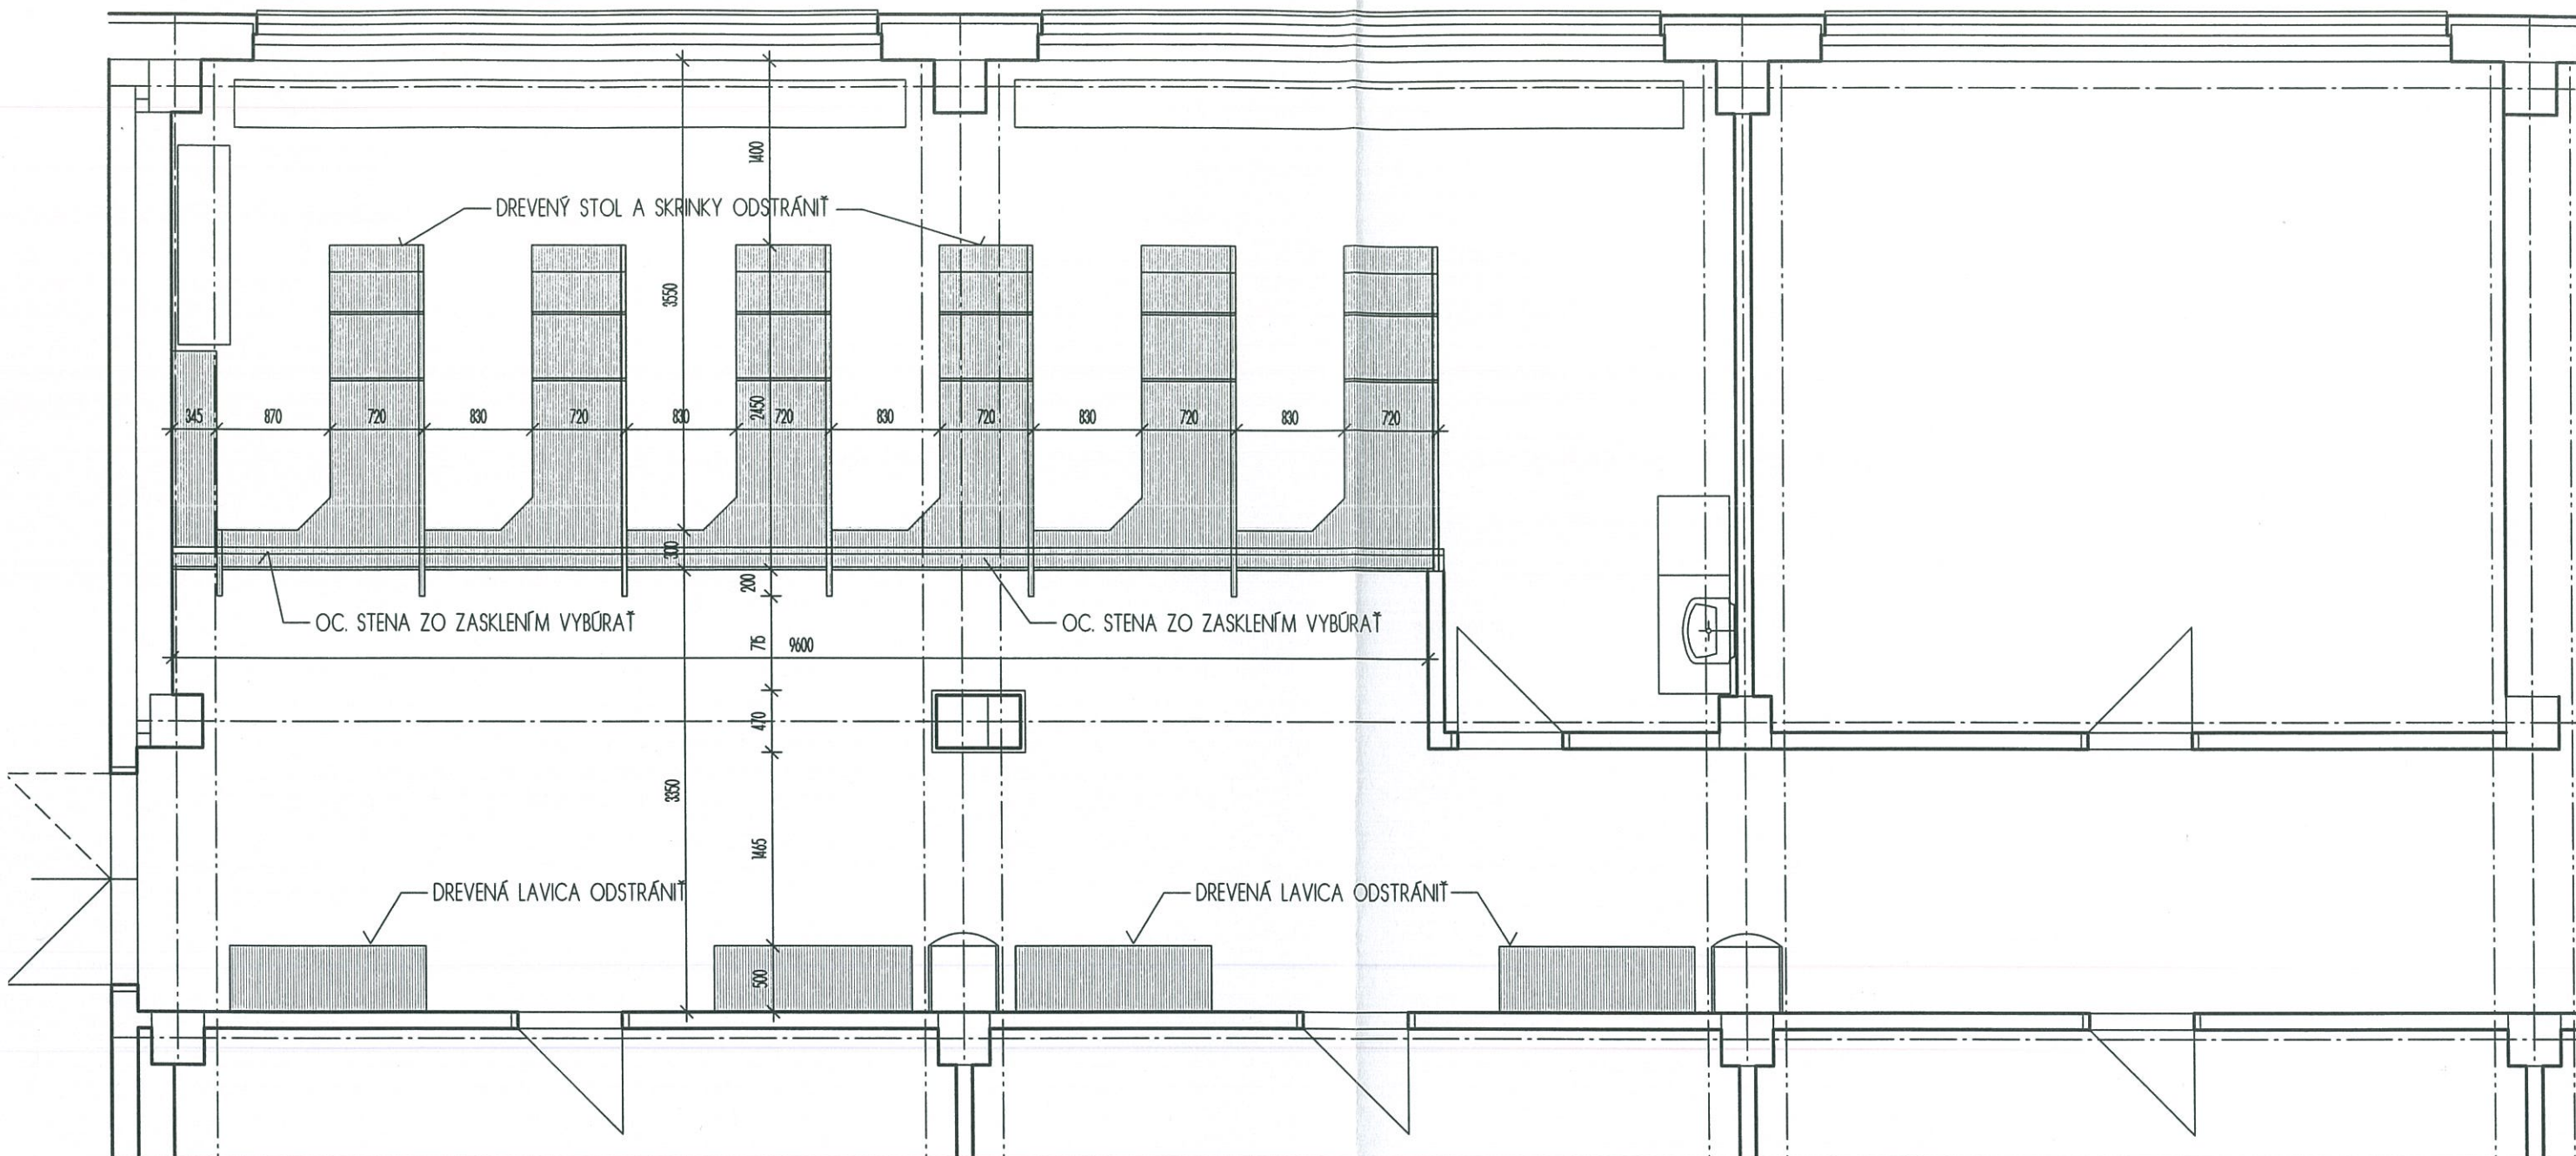 1400
DREVENÝ STOL A SKRINKY ODSTRÁNIŤ
3550
345 870 720 830 720 830 2450 720 830 720 830 720 830 720
300
200
OC. STENA ZO ZASKLENÍM VYBÚRAŤ
OC. STENA ZO ZASKLENÍM VYBÚRAŤ
715
9600
470
3350
1465
DREVENÁ LAVICA ODSTRÁNIŤ
DREVENÁ LAVICA ODSTRÁNIŤ
500